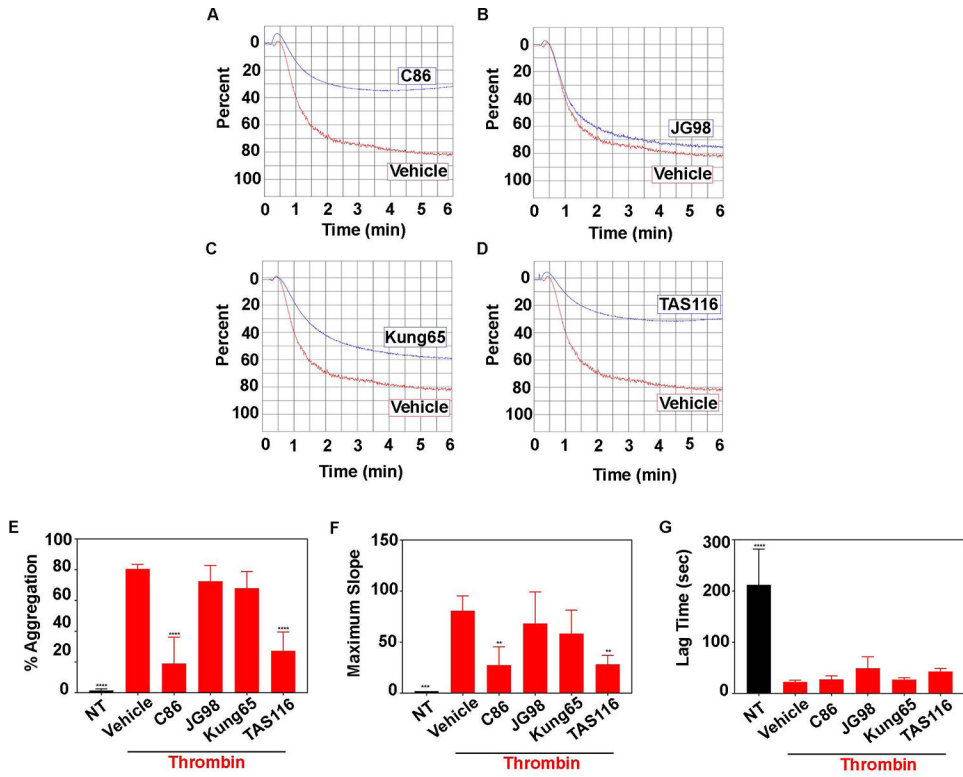 A
0
20
40
60
80
100
Percent
C86
Vehicle
0 1 2 3 4 5 6
Time (min)
B
0
20
40
60
80
100
Percent
JG98
Vehicle
0 1 2 3 4 5 6
Time (min)
C
0
20
40
60
80
100
Percent
Kung65
Vehicle
0 1 2 3 4 5 6
Time (min)
D
0
20
40
60
80
100
Percent
TAS116
Vehicle
0 1 2 3 4 5 6
Time (min)
E
100
80
60
40
20
0
% Aggregation
**** **** ****
NT Vehicle C86 JG98 Kung65 TAS116
Thrombin
F
150
100
50
0
Maximum Slope
*** ** **
NT Vehicle C86 JG98 Kung65 TAS116
Thrombin
G
300
200
100
0
Lag Time (sec)
****
NT Vehicle C86 JG98 Kung65 TAS116
Thrombin